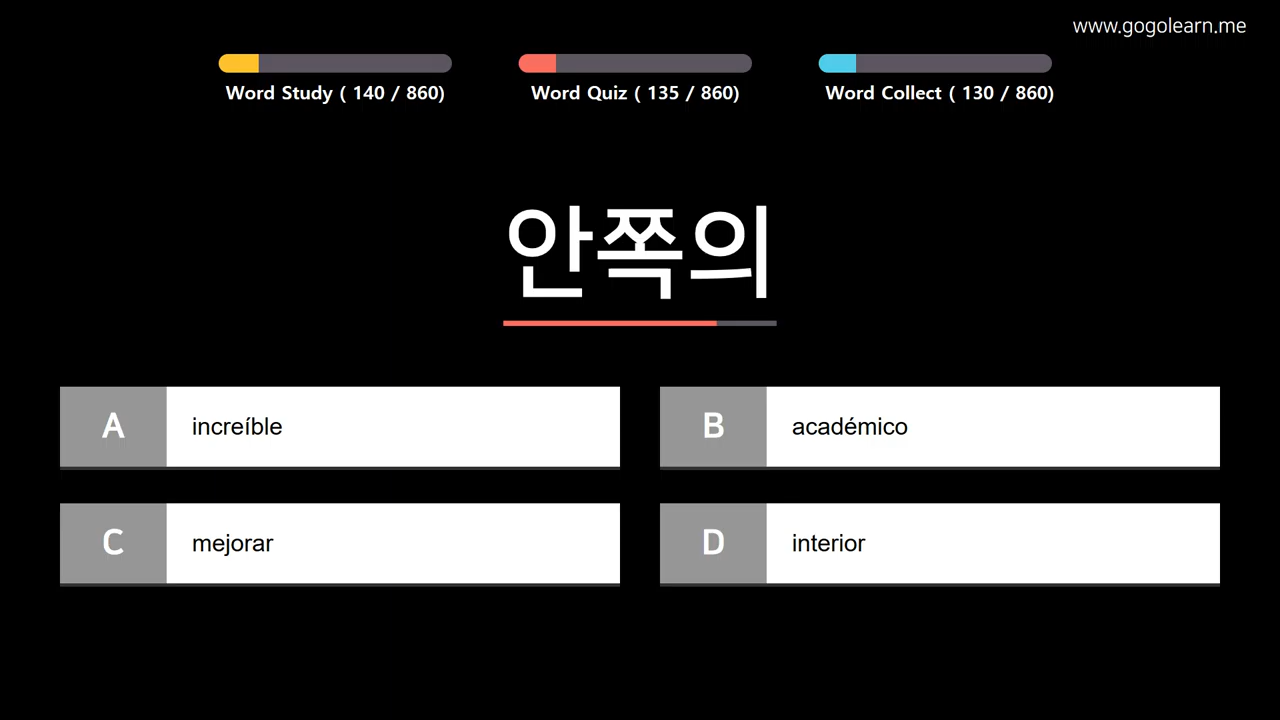 www.gogolearn.me
Word Study ( 140 / 860)
Word Quiz ( 135 / 860)
Word Collect ( 130 / 860)
안쪽의
A increíble
B académico
C mejorar
D interior